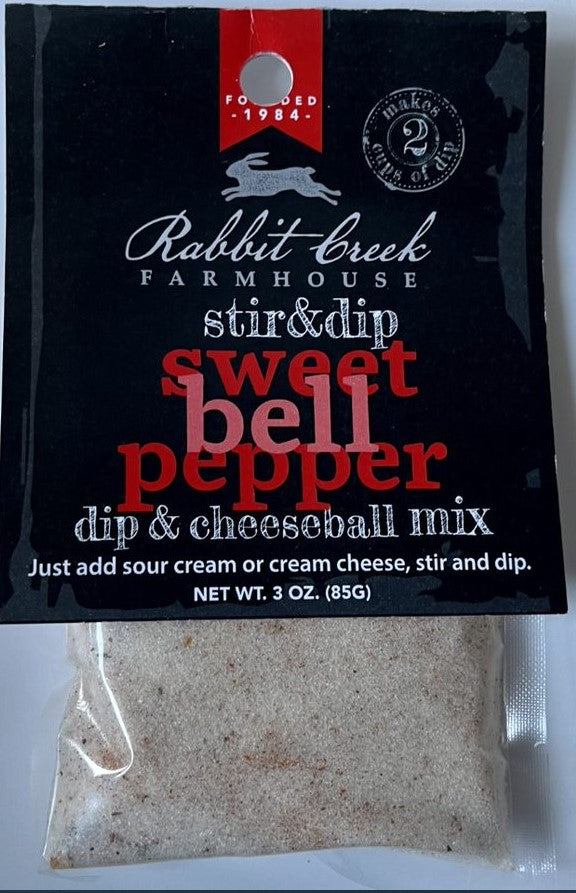 FOUNDED
-1984-
makes
2
cups of dip
Rabbit Creek
FARMHOUSE
stir&dip
sweet
bell
pepper
dip & cheeseball mix
Just add sour cream or cream cheese, stir and dip.
NET WT. 3 OZ. (85G)